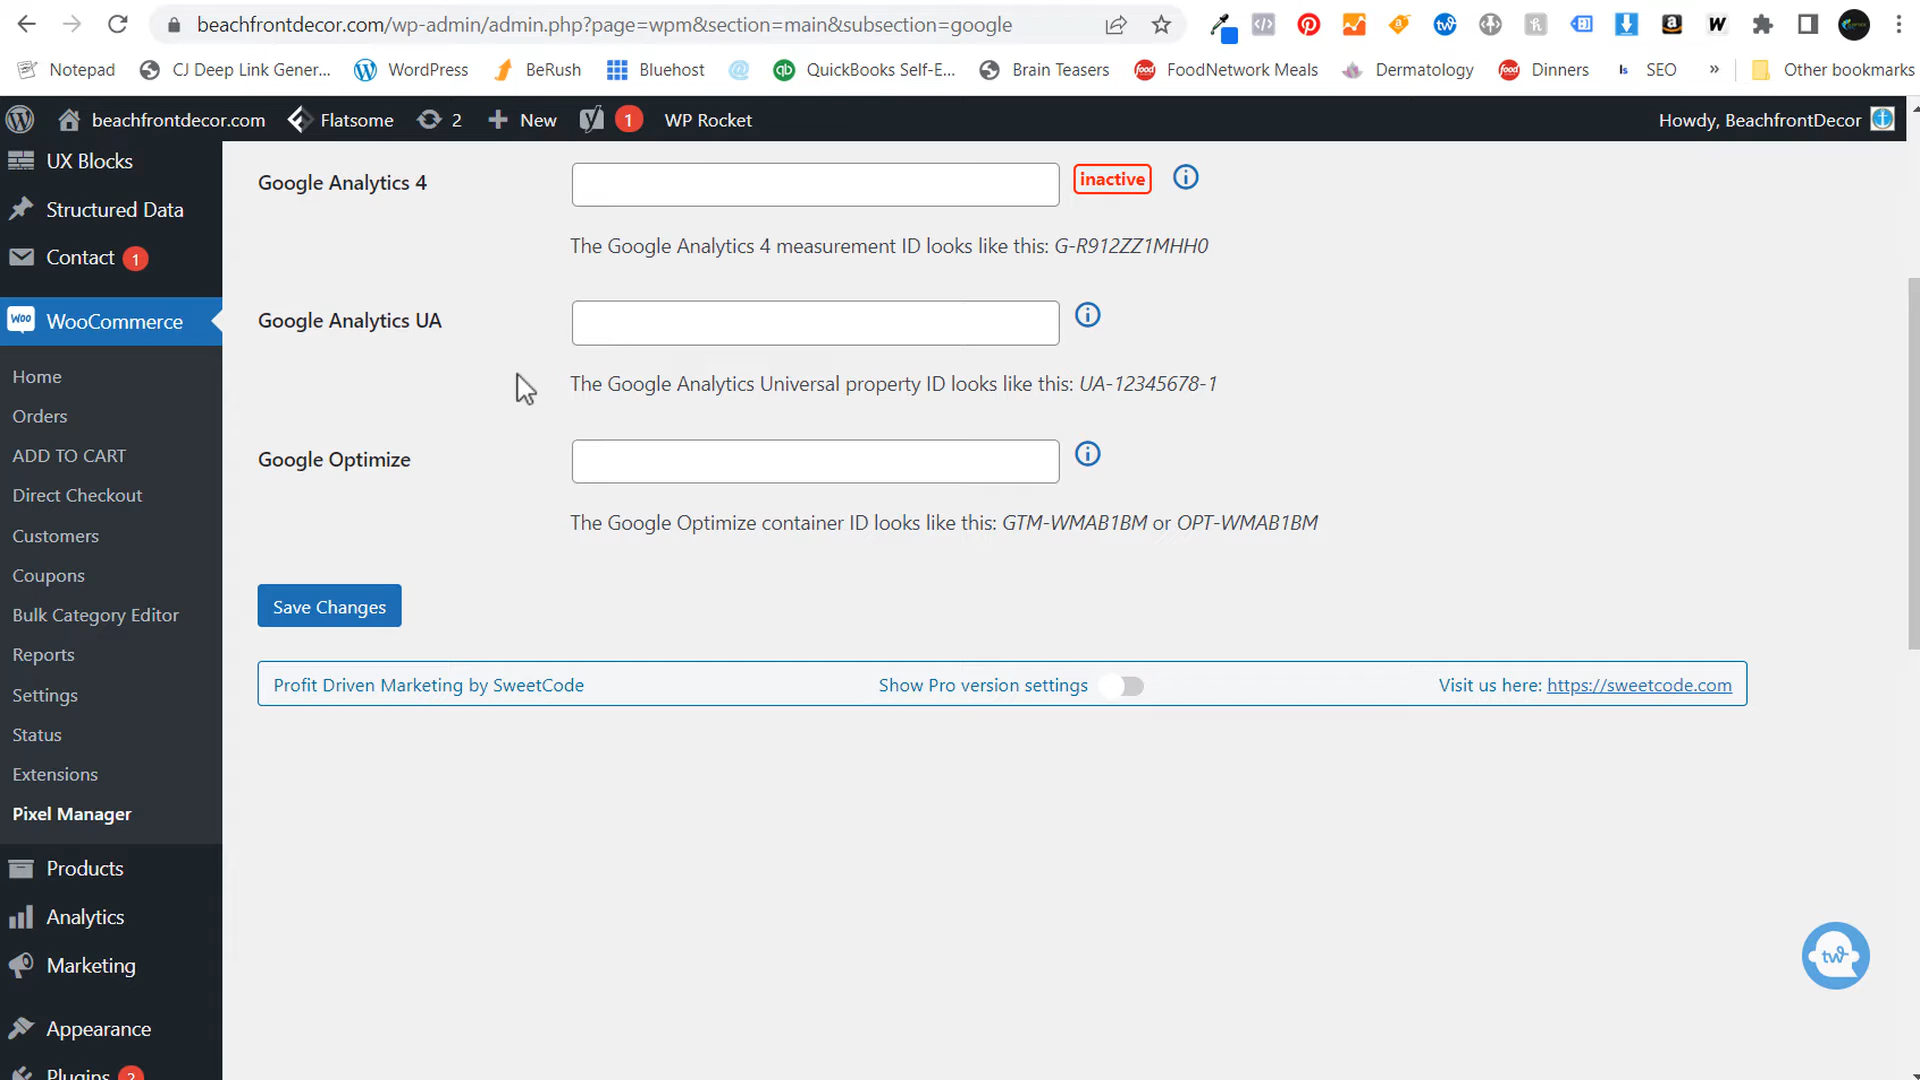 beachfrontdecor.com/wp-admin/admin.php?page=wpm&section=main&subsection=google
Notepad CJ Deep Link Gener... WordPress BeRush Bluehost QuickBooks Self-E... Brain Teasers FoodNetwork Meals Dermatology Dinners SEO » Other bookmarks
beachfrontdecor.com Flatsome 2 New 1 WP Rocket Howdy, BeachfrontDecor
UX Blocks
Structured Data
Contact 1
WooCommerce
Home
Orders
ADD TO CART
Direct Checkout
Customers
Coupons
Bulk Category Editor
Reports
Settings
Status
Extensions
Pixel Manager
Products
Analytics
Marketing
Appearance
Plugins 2
Google Analytics 4 inactive
The Google Analytics 4 measurement ID looks like this: G-R912ZZ1MHH0
Google Analytics UA
The Google Analytics Universal property ID looks like this: UA-12345678-1
Google Optimize
The Google Optimize container ID looks like this: GTM-WMAB1BM or OPT-WMAB1BM
Save Changes
Profit Driven Marketing by SweetCode Show Pro version settings Visit us here: https://sweetcode.com